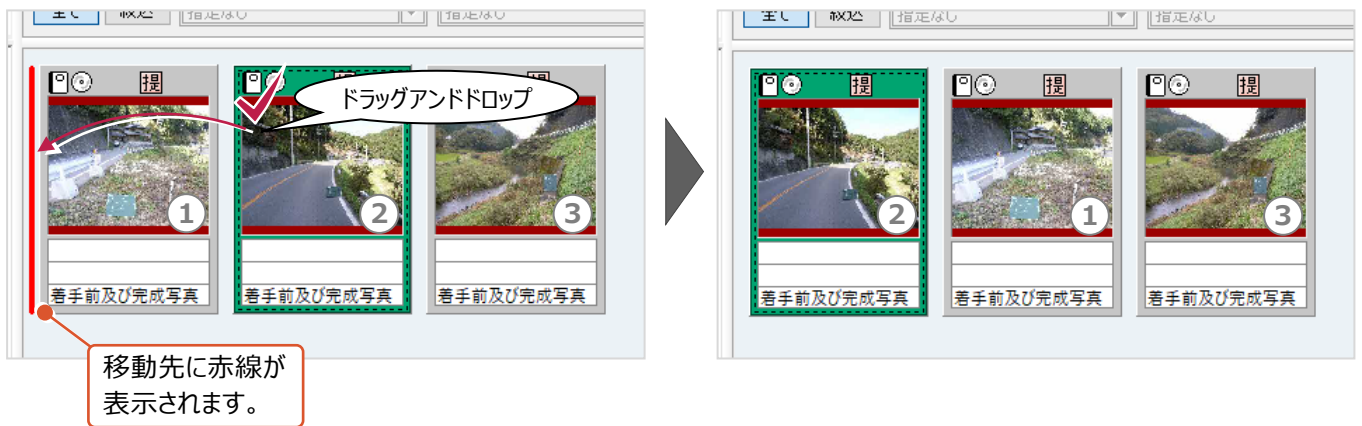 全て 絞込 指定なし 指定なし
提 提
ドラッグアンドドロップ
1 2 3
着手前及び完成写真 着手前及び完成写真 着手前及び完成写真
移動先に赤線が
表示されます。
全て 絞込 指定なし 指定なし
提 提 提
2 1 3
着手前及び完成写真 着手前及び完成写真 着手前及び完成写真